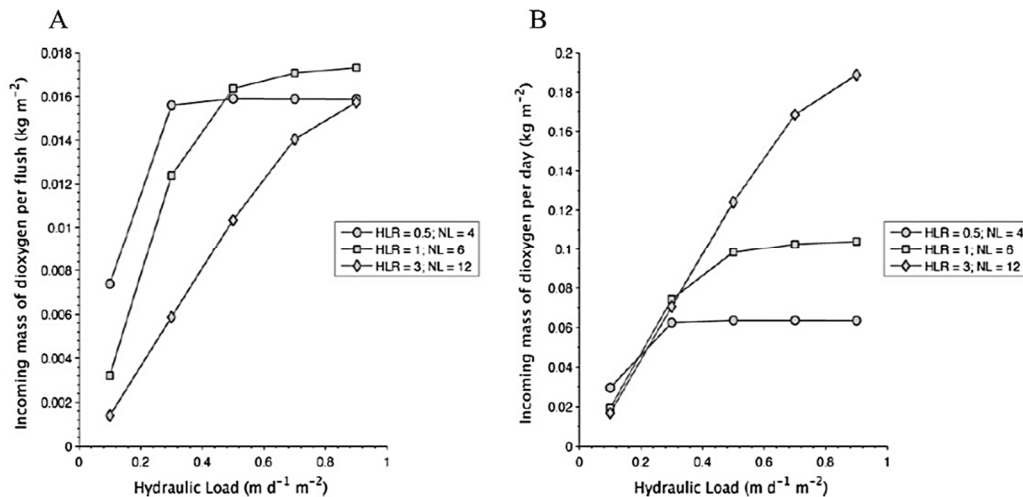 A
Incoming mass of dioxygen per flush (kg m⁻²)
0.018
0.016
0.014
0.012
0.01
0.008
0.006
0.004
0.002
0
0
0.2
0.4
0.6
0.8
1
Hydraulic Load (m d⁻¹ m⁻²)
HLR = 0.5; NL = 4
HLR = 1; NL = 6
HLR = 3; NL = 12
B
Incoming mass of dioxygen per day (kg m⁻²)
0.2
0.18
0.16
0.14
0.12
0.1
0.08
0.06
0.04
0.02
0
0
0.2
0.4
0.6
0.8
1
Hydraulic Load (m d⁻¹ m⁻²)
HLR = 0.5; NL = 4
HLR = 1; NL = 6
HLR = 3; NL = 12